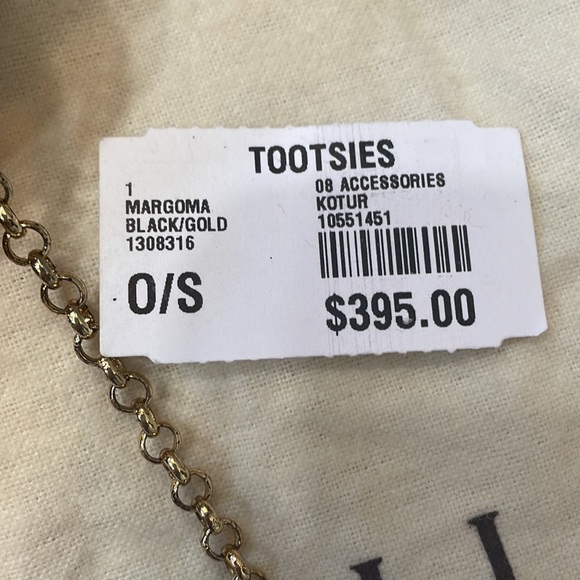 TOOTSIES
1
MARGOMA
BLACK/GOLD
1308316
O/S
08 ACCESSORIES
KOTUR
10551451
$395.00